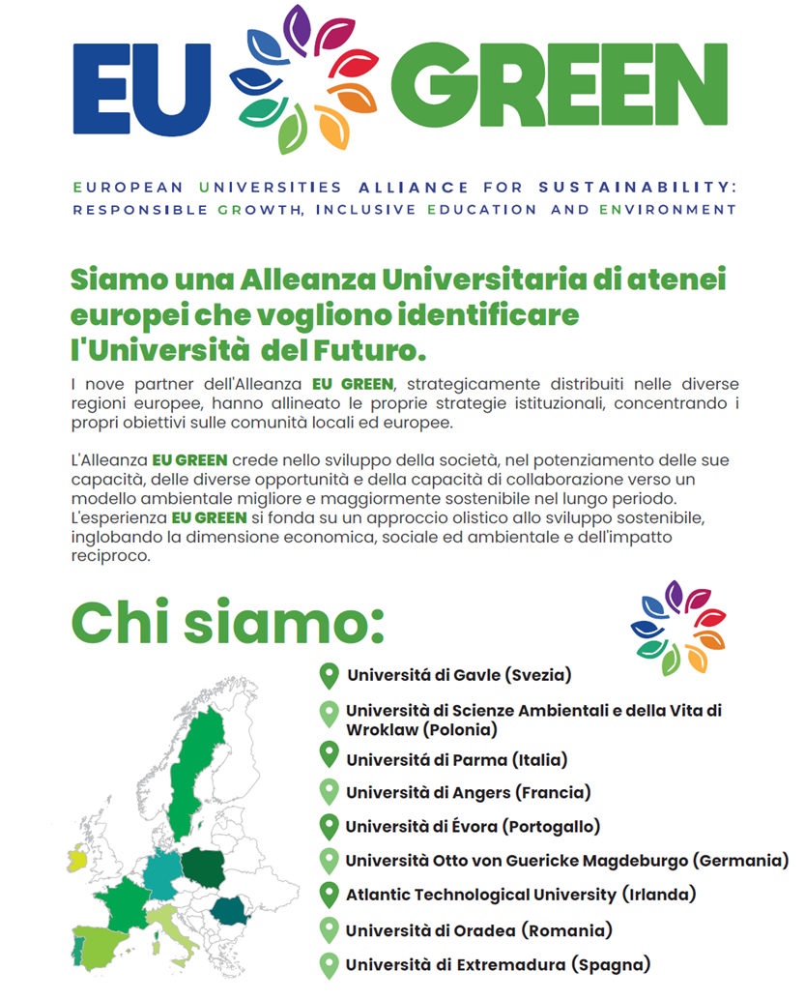 EU GREEN
EUROPEAN UNIVERSITIES ALLIANCE FOR SUSTAINABILITY:
RESPONSIBLE GROWTH, INCLUSIVE EDUCATION AND ENVIRONMENT
Siamo una Alleanza Universitaria di atenei
europei che vogliono identificare
l'Università del Futuro.
I nove partner dell'Alleanza EU GREEN, strategicamente distribuiti nelle diverse
regioni europee, hanno allineato le proprie strategie istituzionali, concentrando i
propri obiettivi sulle comunità locali ed europee.
L'Alleanza EU GREEN crede nello sviluppo della società, nel potenziamento delle sue
capacità, delle diverse opportunità e della capacità di collaborazione verso un
modello ambientale migliore e maggiormente sostenibile nel lungo periodo.
L'esperienza EU GREEN si fonda su un approccio olistico allo sviluppo sostenibile,
inglobando la dimensione economica, sociale ed ambientale e dell'impatto
reciproco.
Chi siamo:
Universitá di Gavle (Svezia)
Università di Scienze Ambientali e della Vita di
Wroklaw (Polonia)
Universitá di Parma (Italia)
Università di Angers (Francia)
Università di Évora (Portogallo)
Università Otto von Guericke Magdeburgo (Germania)
Atlantic Technological University (Irlanda)
Università di Oradea (Romania)
Università di Extremadura (Spagna)